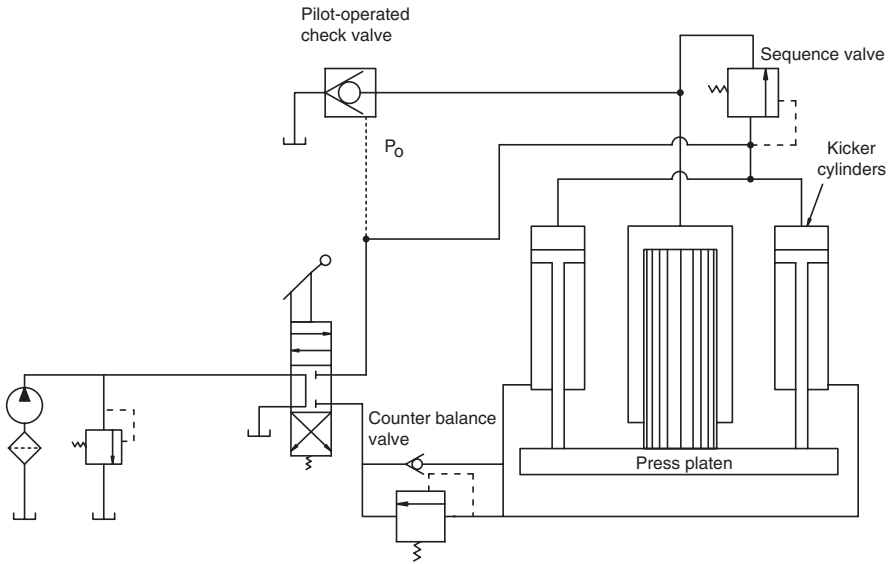 Pilot-operated
check valve
Sequence valve
P₀
Kicker
cylinders
Counter balance
valve
Press platen